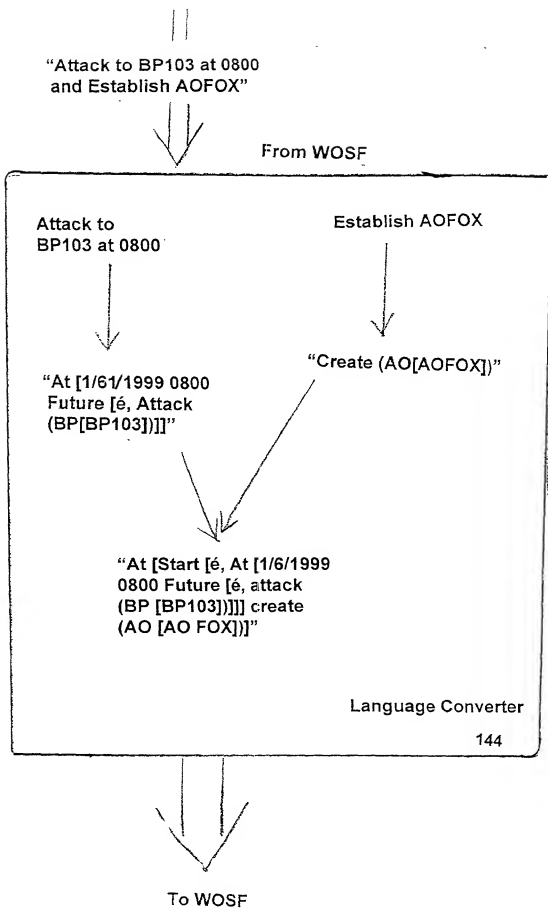 “Attack to BP103 at 0800
and Establish AOFOX”
From WOSF
Attack to
BP103 at 0800
Establish AOFOX
“At [1/61/1999 0800
Future [é, Attack
(BP[BP103])]]”
“Create (AO[AOFOX])”
“At [Start [é, At [1/6/1999
0800 Future [é, attack
(BP [BP103])]]] create
(AO [AO FOX])]”
Language Converter
144
To WOSF